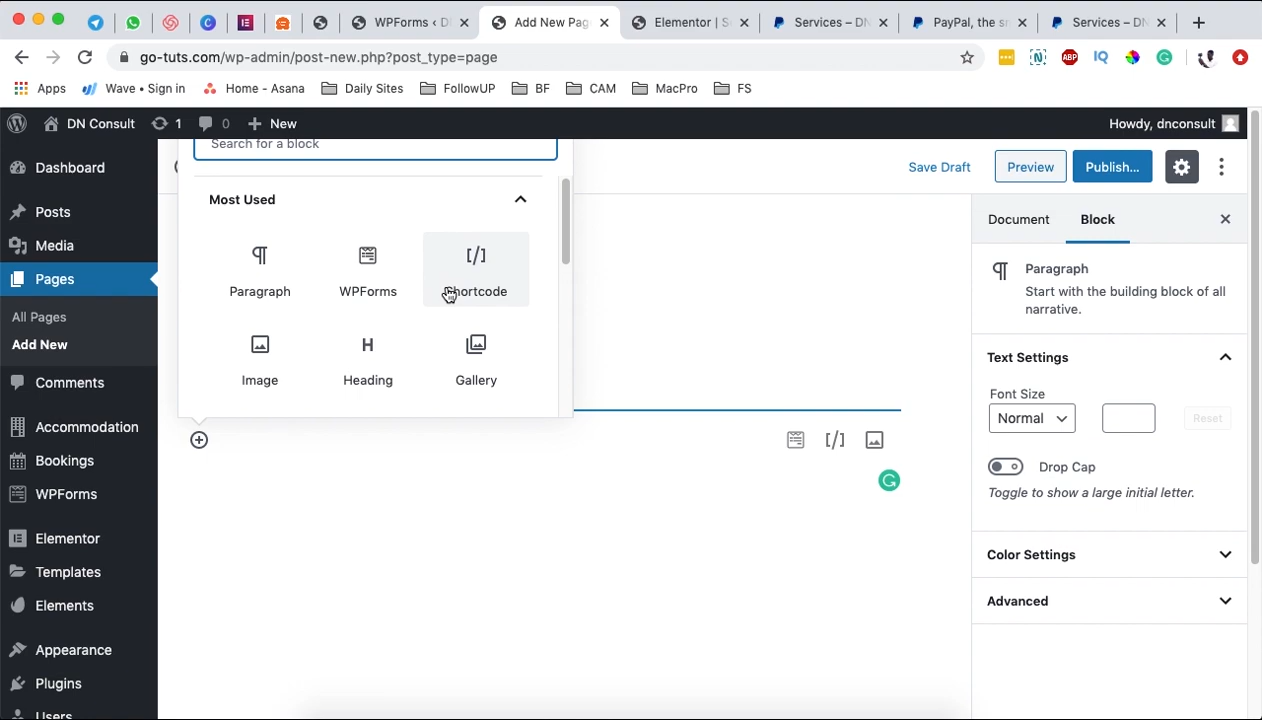 WPForms ‹ D
Add New Pag
Elementor | S
Services – DN
PayPal, the s
Services – DN
go-tuts.com/wp-admin/post-new.php?post_type=page
ABP
IQ
Apps
Wave • Sign in
Home - Asana
Daily Sites
FollowUP
BF
CAM
MacPro
FS
DN Consult
1
0
New
Howdy, dnconsult
Search for a block
Save Draft
Preview
Publish...
Dashboard
Posts
Media
Pages
All Pages
Add New
Comments
Accommodation
Bookings
WPForms
Elementor
Templates
Elements
Appearance
Plugins
Users
Most Used
Paragraph
WPForms
[/]
Shortcode
Image
H
Heading
Gallery
[/]
Document
Block
Paragraph
Start with the building block of all
narrative.
Text Settings
Font Size
Normal
Reset
Drop Cap
Toggle to show a large initial letter.
Color Settings
Advanced